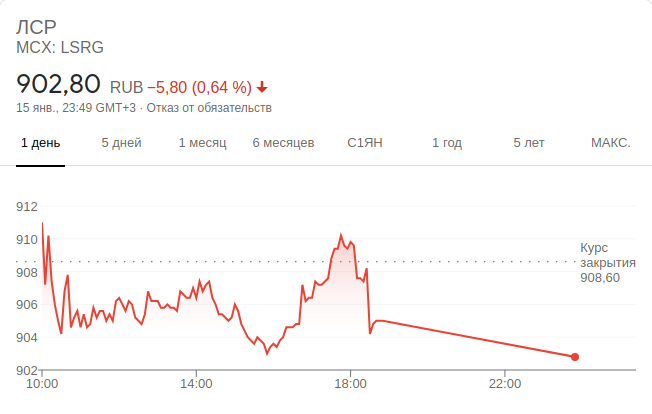 ЛСР
MCX: LSRG
902,80 RUB −5,80 (0,64 %)
15 янв., 23:49 GMT+3 · Отказ от обязательств
1 день 5 дней 1 месяц 6 месяцев С1ЯН 1 год 5 лет МАКС.
912
910
908
906
904
902
Курс
закрытия
908,60
10:00 14:00 18:00 22:00